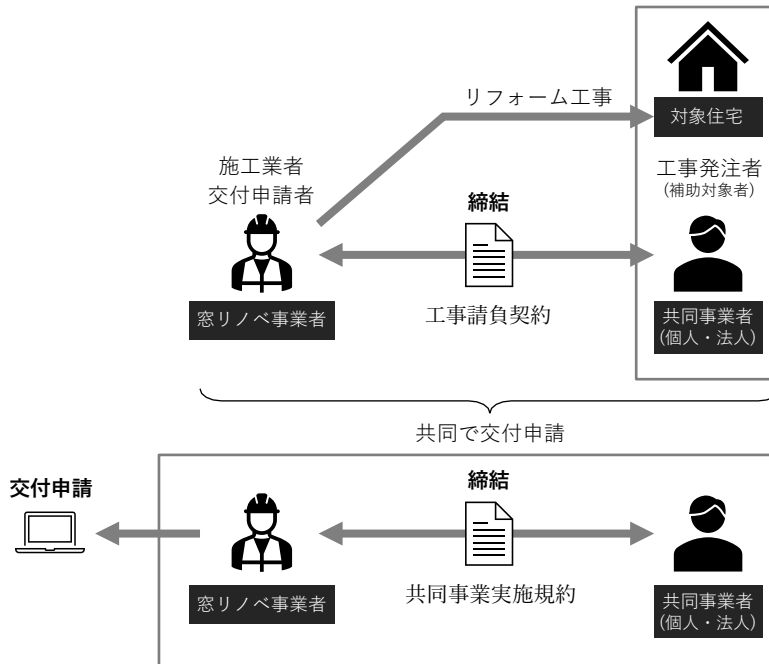 リフォーム工事
対象住宅
施工業者
交付申請者
工事発注者
(補助対象者)
締結
窓リノベ事業者
工事請負契約
共同事業者
(個人・法人)
共同で交付申請
交付申請
締結
窓リノベ事業者
共同事業実施規約
共同事業者
(個人・法人)